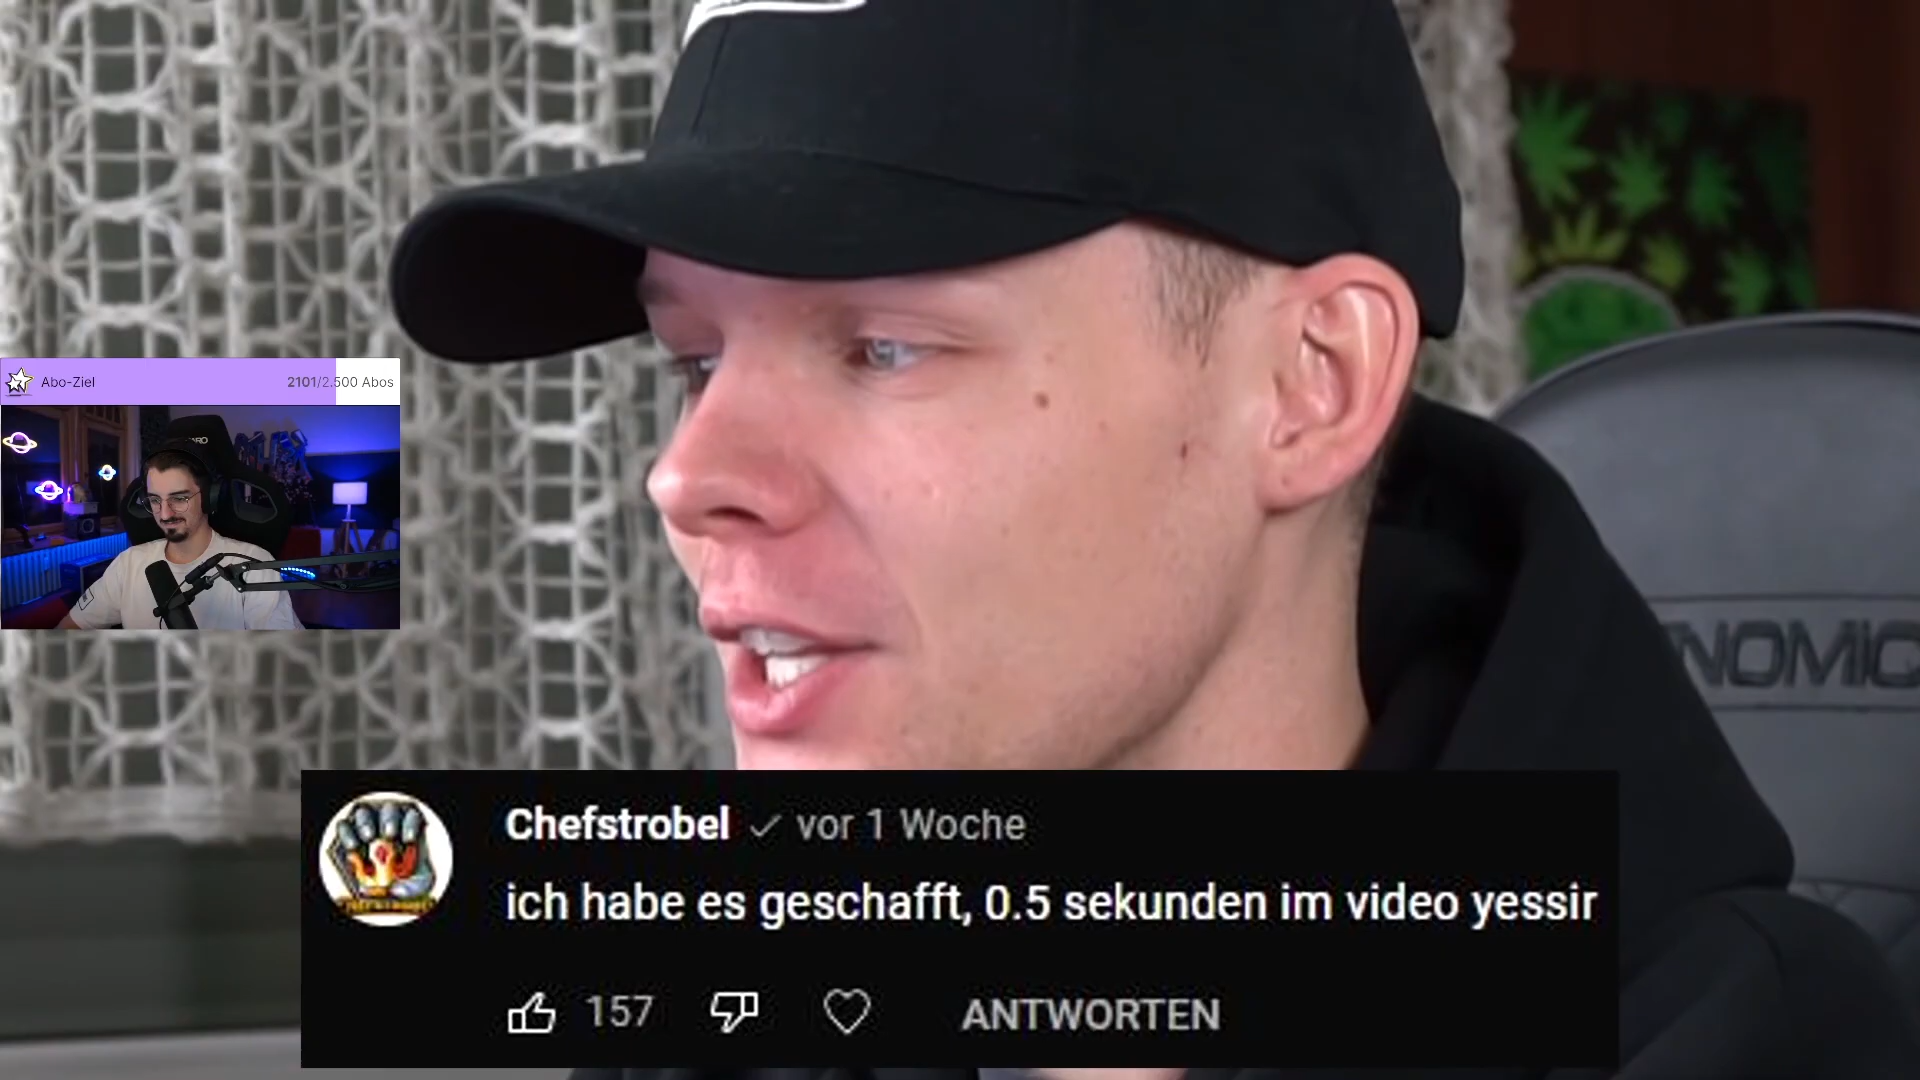 Abo-Ziel 2101/2.500 Abos
NOMIC
Chefstrobel ✓ vor 1 Woche
ich habe es geschafft, 0.5 sekunden im video yessir
157 ANTWORTEN